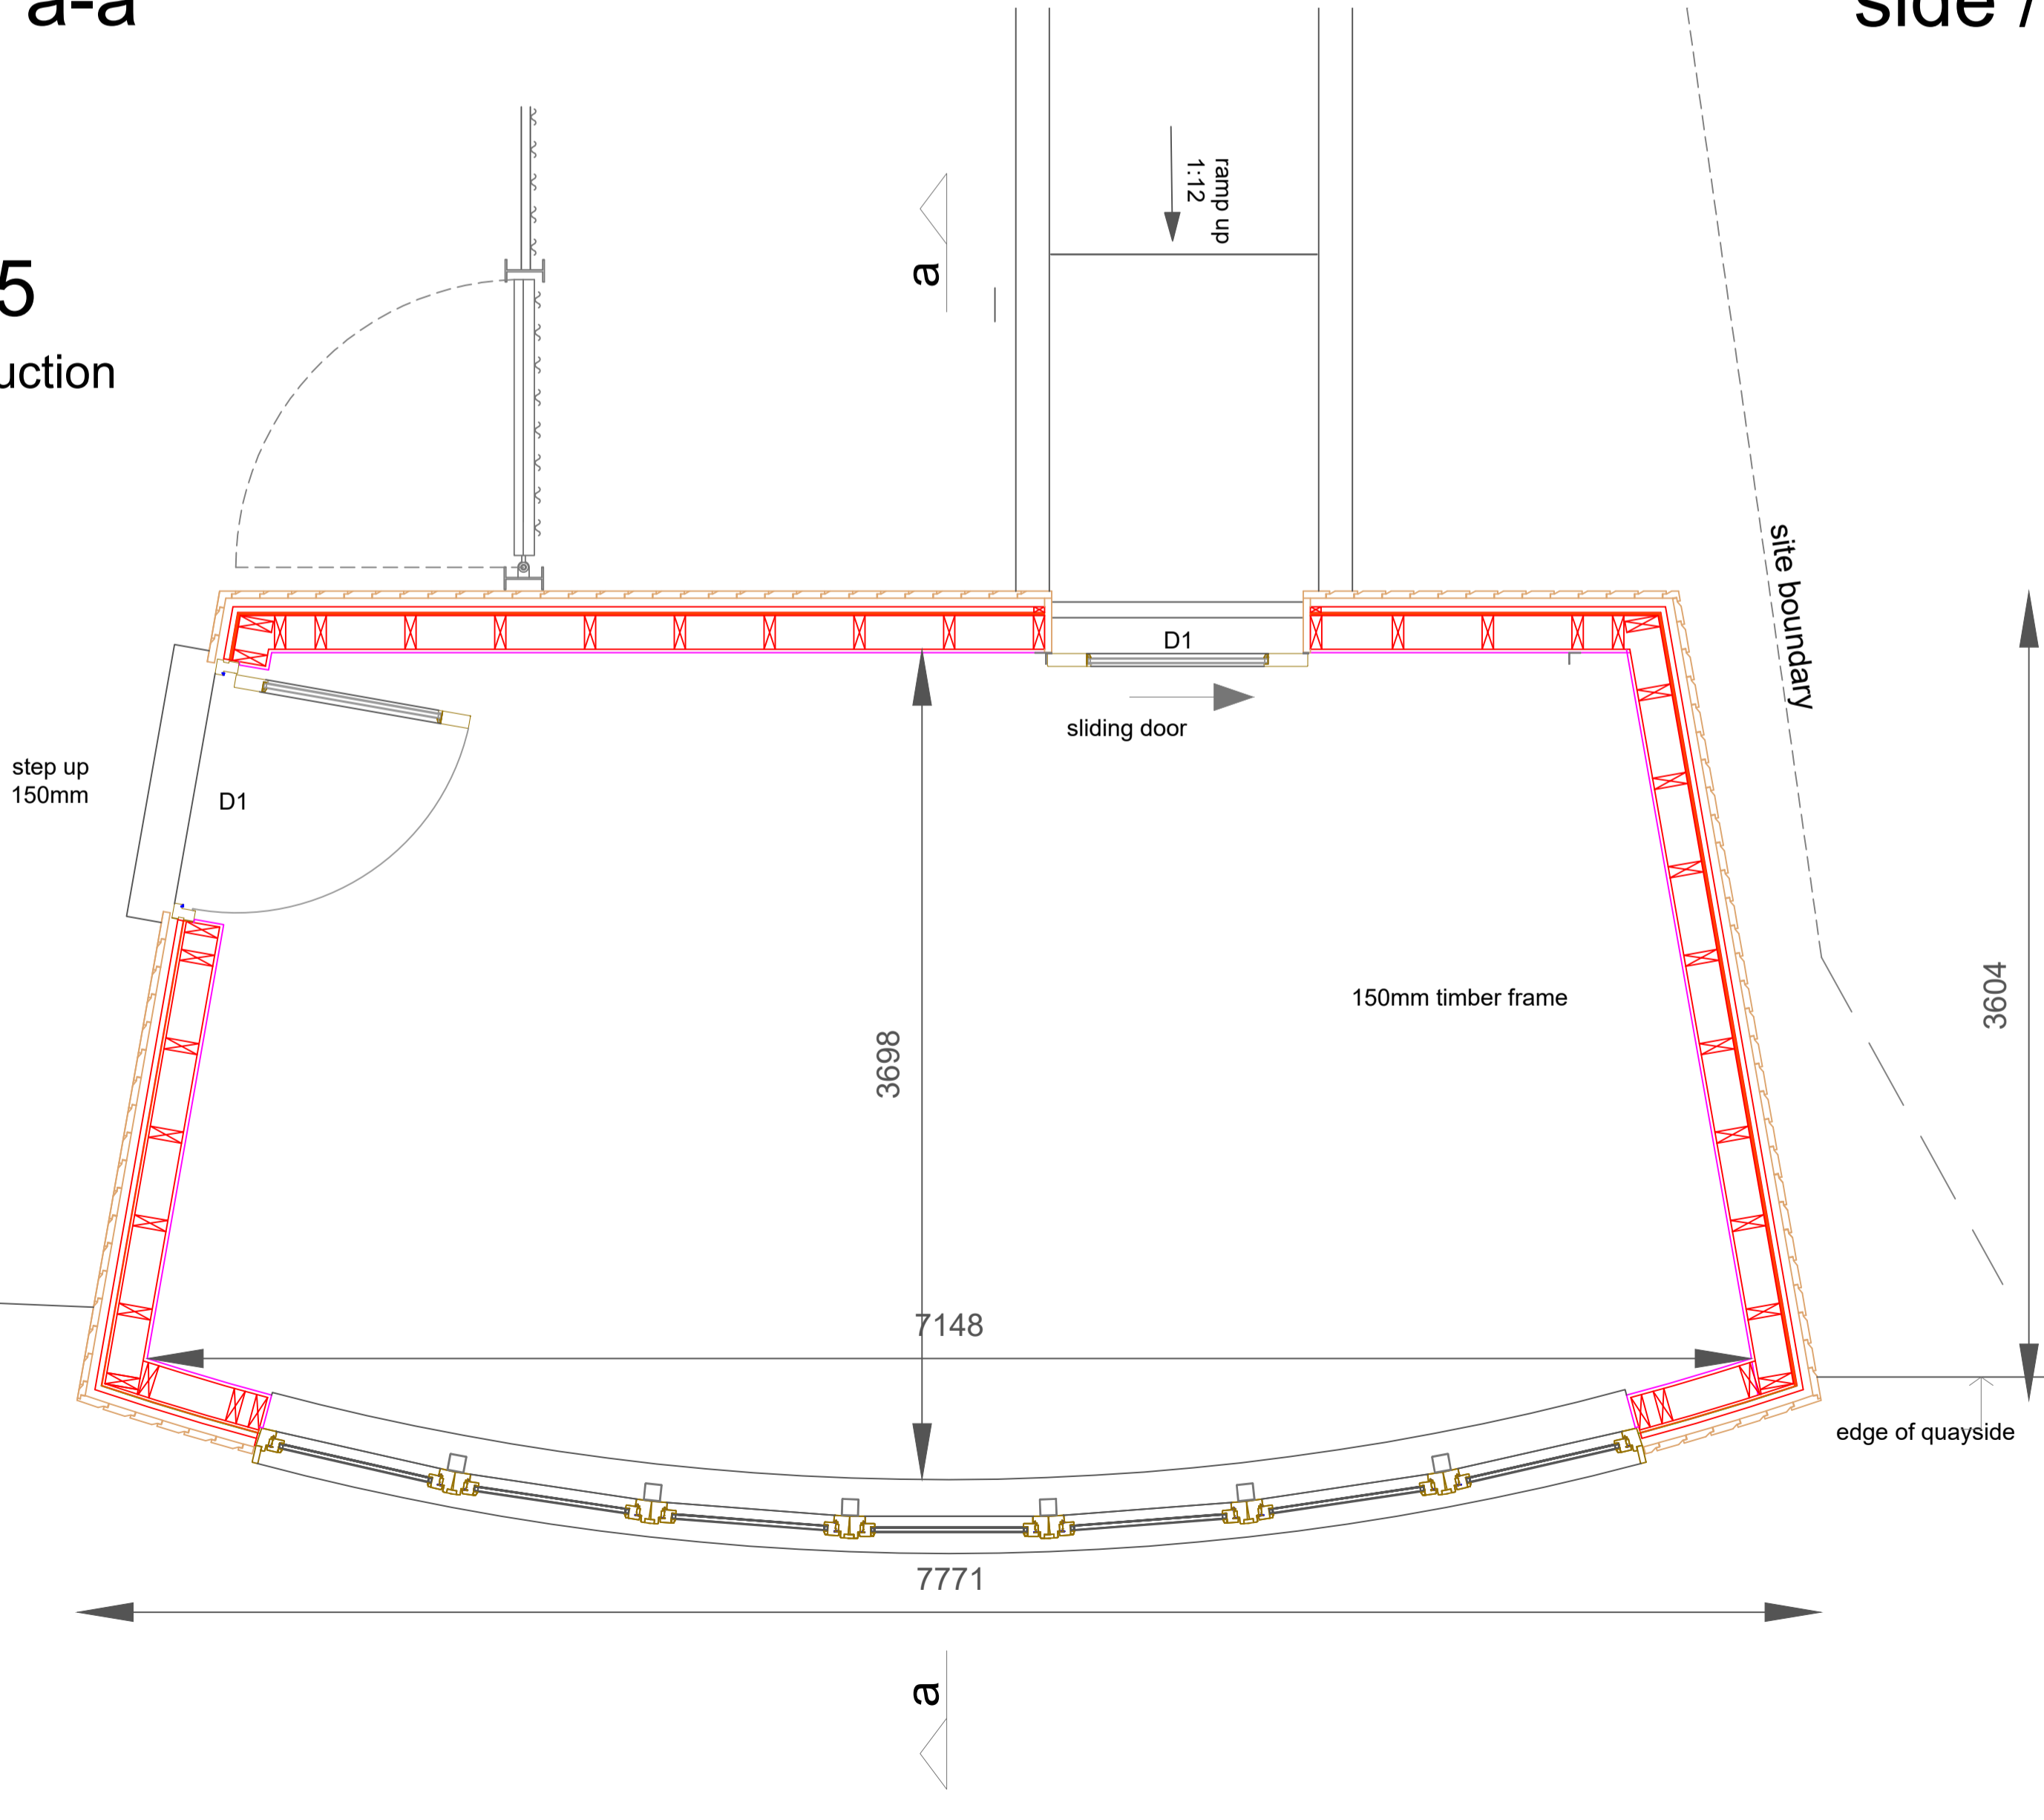 a-a
side /
5
uction
ramp up
1:12
a
site boundary
D1
sliding door
step up
150mm
D1
150mm timber frame
3604
3698
7148
edge of quayside
7771
a